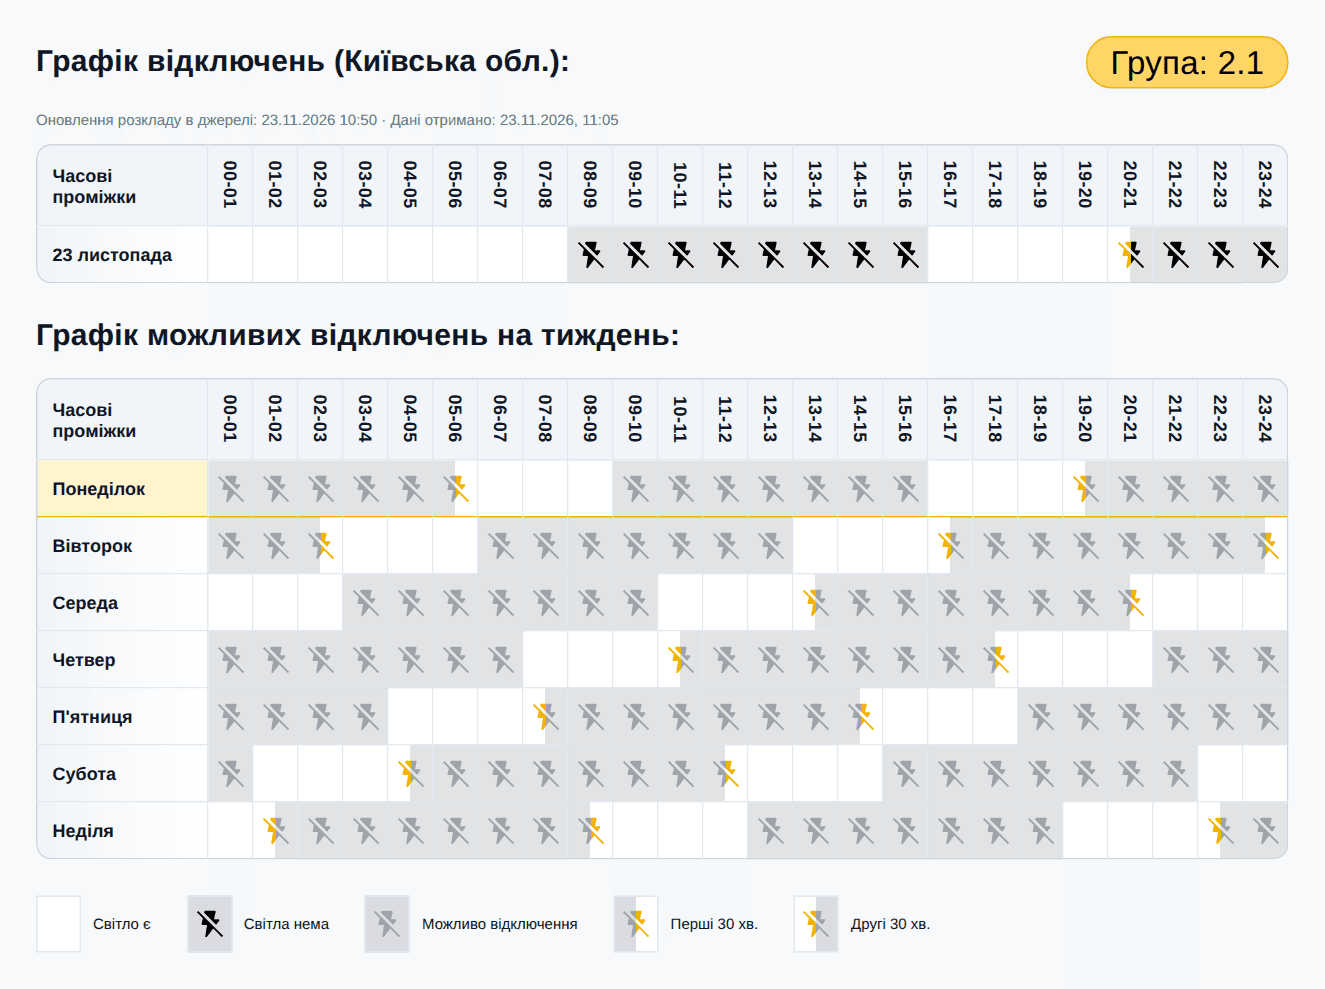 Графік відключень (Київська обл.):
Група: 2.1
Оновлення розкладу в джерелі: 23.11.2026 10:50 · Дані отримано: 23.11.2026, 11:05
Часові проміжки 00-01 01-02 02-03 03-04 04-05 05-06 06-07 07-08 08-09 09-10 10-11 11-12 12-13 13-14 14-15 15-16 16-17 17-18 18-19 19-20 20-21 21-22 22-23 23-24
23 листопада
Графік можливих відключень на тиждень:
Часові проміжки 00-01 01-02 02-03 03-04 04-05 05-06 06-07 07-08 08-09 09-10 10-11 11-12 12-13 13-14 14-15 15-16 16-17 17-18 18-19 19-20 20-21 21-22 22-23 23-24
Понеділок
Вівторок
Середа
Четвер
П'ятниця
Субота
Неділя
Світло є Світла нема Можливо відключення Перші 30 хв. Другі 30 хв.